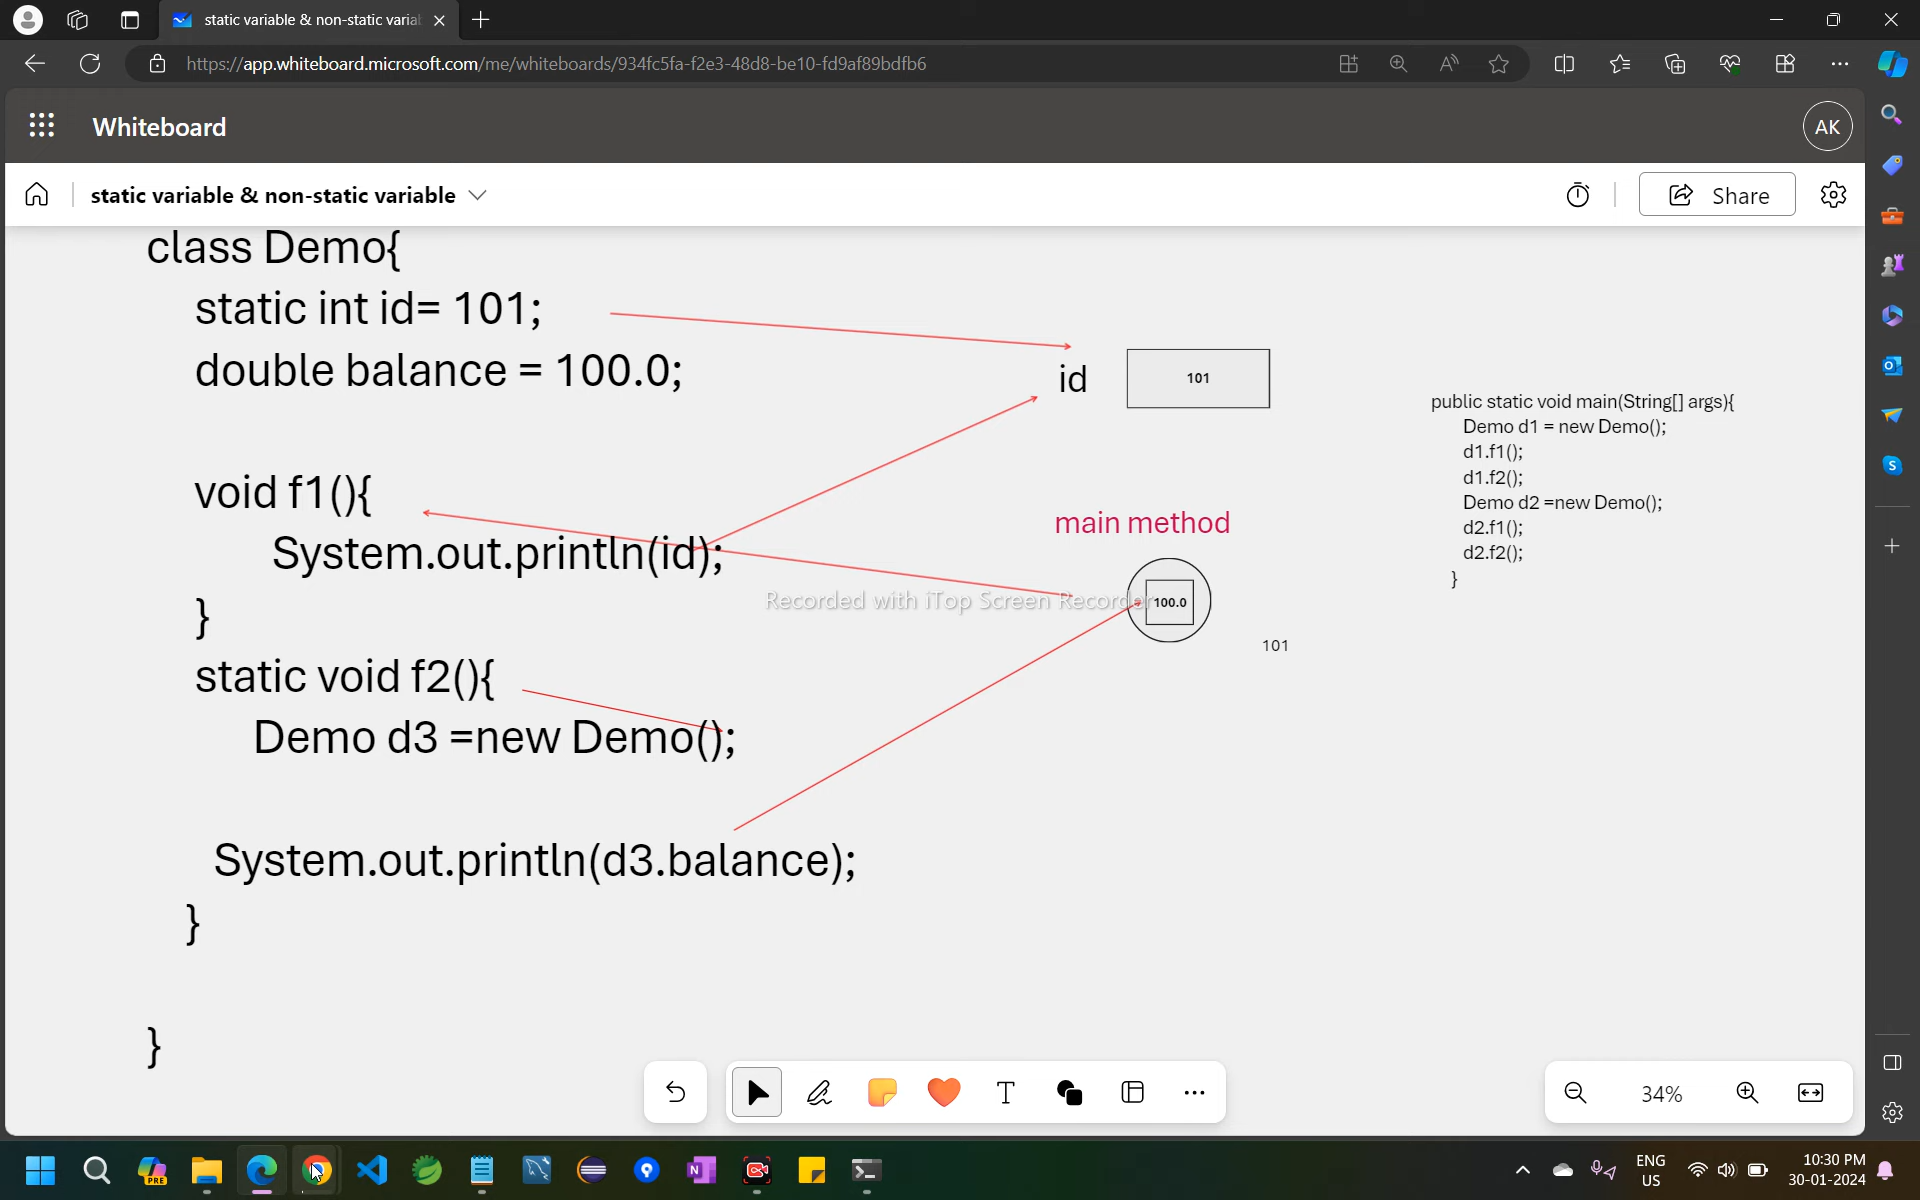 static variable & non-static varia
https://app.whiteboard.microsoft.com/me/whiteboards/934fc5fa-f2e3-48d8-be10-fd9af89bdfb6
Whiteboard
AK
static variable & non-static variable
Share
class Demo{
static int id= 101;
double balance = 100.0;
void f1(){
System.out.println(id);
}
static void f2(){
Demo d3 =new Demo();
System.out.println(d3.balance);
}
}
id
101
main method
100.0
101
public static void main(String[] args){
Demo d1 = new Demo();
d1.f1();
d1.f2();
Demo d2 =new Demo();
d2.f1();
d2.f2();
}
Recorded with iTop Screen Recorder
T
34%
PRE
N
ENG
US
10:30 PM
30-01-2024